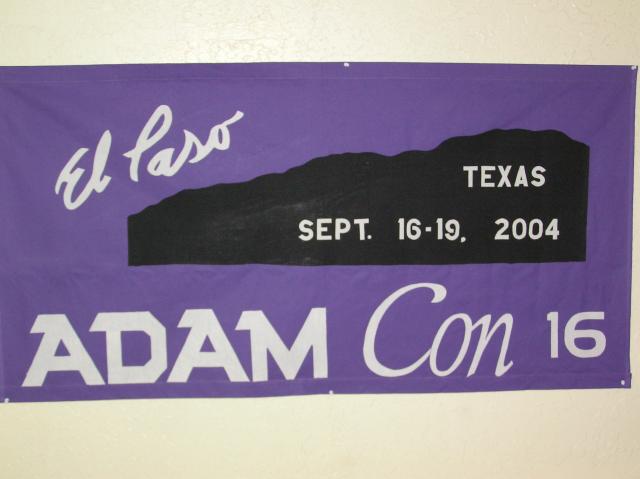 El Paso
TEXAS
SEPT. 16-19, 2004
ADAM Con 16